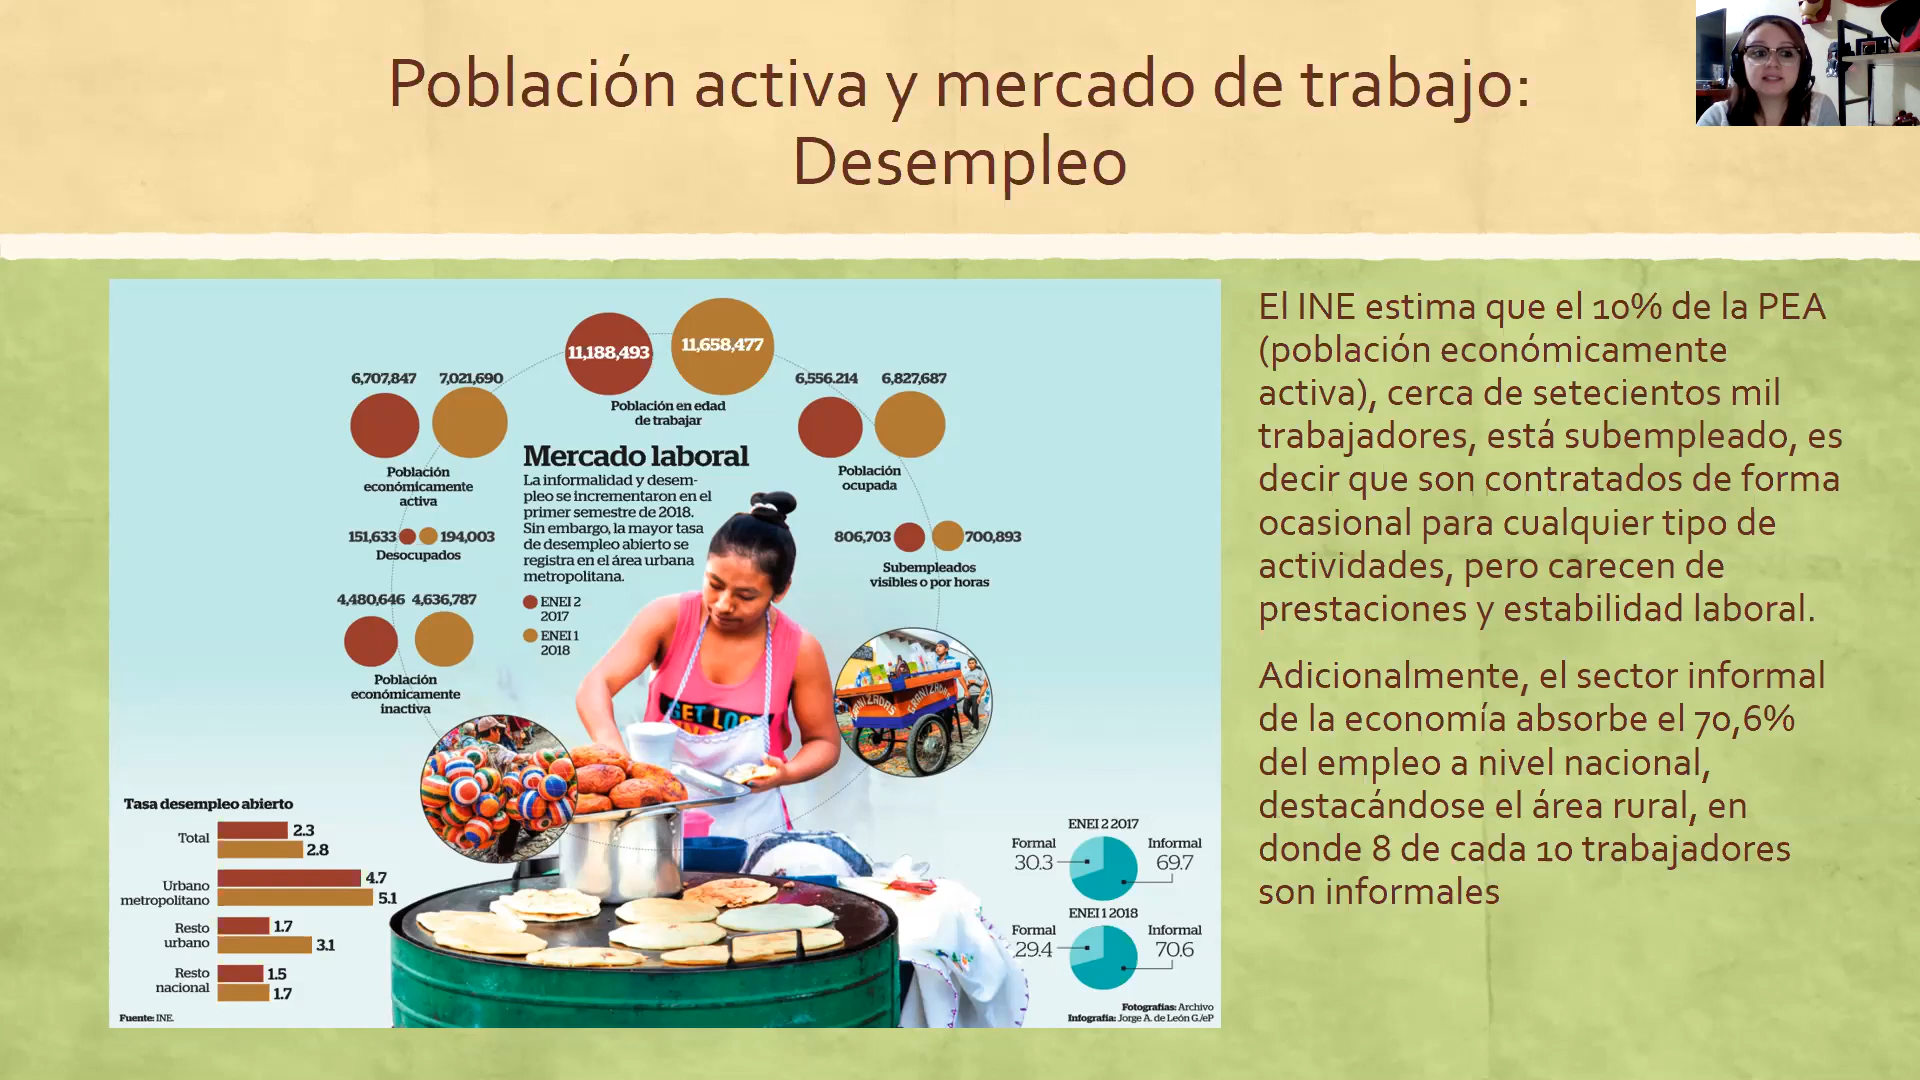 Población activa y mercado de trabajo:
Desempleo
11,188,493
11,658,477
Población en edad
de trabajar
6,707,847
7,021,690
Población
económicamente
activa
6,556.214
6,827,687
Población
ocupada
Mercado laboral
La informalidad y desem-
pleo se incrementaron en el
primer semestre de 2018.
Sin embargo, la mayor tasa
de desempleo abierto se
registra en el área urbana
metropolitana.
ENEI 2
2017
ENEI 1
2018
151,633
194,003
Desocupados
806,703
700,893
Subempleados
visibles o por horas
4,480,646
4,636,787
Población
económicamente
inactiva
GRANIZADAS
GET LO
Tasa desempleo abierto
Total
2.3
2.8
Urbano
metropolitano
4.7
5.1
Resto
urbano
1.7
3.1
Resto
nacional
1.5
1.7
Fuente: INE.
ENEI 2 2017
Formal
30.3
Informal
69.7
ENEI 1 2018
Formal
29.4
Informal
70.6
Fotografías: Archivo
Infografía: Jorge A. de León G./eP
El INE estima que el 10% de la PEA
(población económicamente
activa), cerca de setecientos mil
trabajadores, está subempleado, es
decir que son contratados de forma
ocasional para cualquier tipo de
actividades, pero carecen de
prestaciones y estabilidad laboral.
Adicionalmente, el sector informal
de la economía absorbe el 70,6%
del empleo a nivel nacional,
destacándose el área rural, en
donde 8 de cada 10 trabajadores
son informales